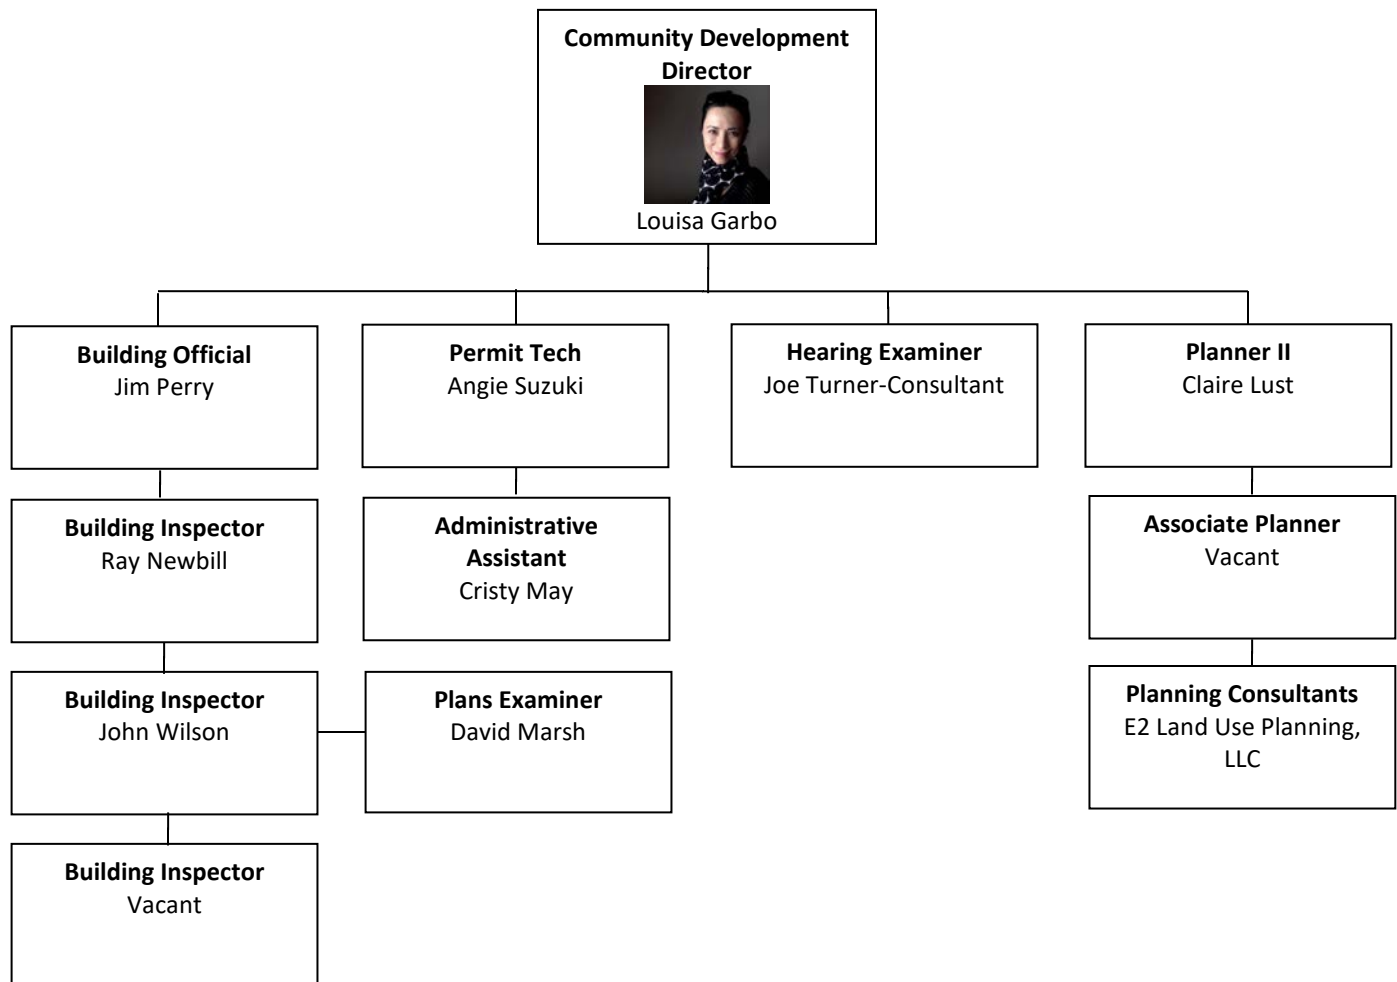 Community Development
Director
Louisa Garbo
Building Official
Jim Perry
Permit Tech
Angie Suzuki
Hearing Examiner
Joe Turner-Consultant
Planner II
Claire Lust
Building Inspector
Ray Newbill
Administrative
Assistant
Cristy May
Associate Planner
Vacant
Building Inspector
John Wilson
Plans Examiner
David Marsh
Planning Consultants
E2 Land Use Planning,
LLC
Building Inspector
Vacant